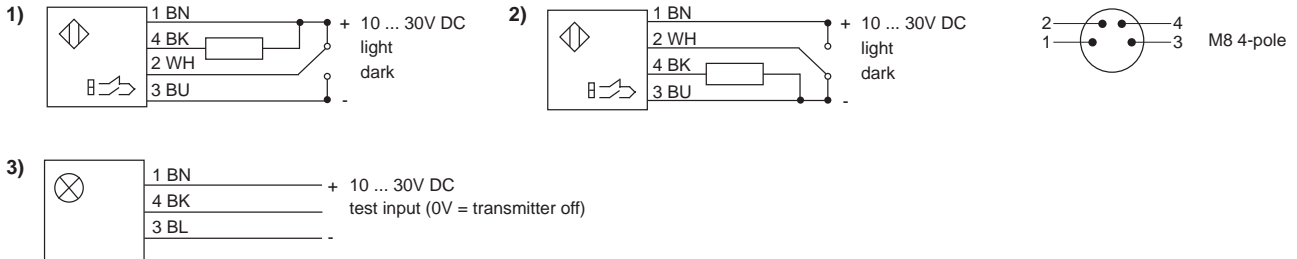 1)
1 BN
4 BK
2 WH
3 BU
+ 10 ... 30V DC
light
dark
-
2)
1 BN
2 WH
4 BK
3 BU
+ 10 ... 30V DC
light
dark
-
2 4
1 3
M8 4-pole
3)
1 BN
4 BK
3 BL
+ 10 ... 30V DC
test input (0V = transmitter off)
-